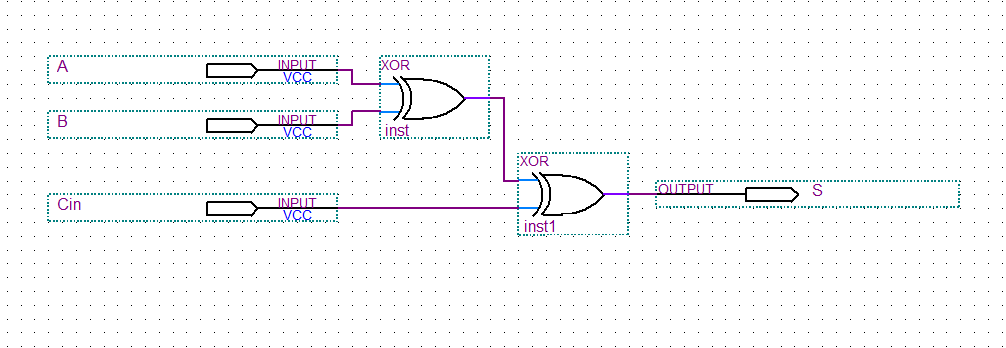 A
INPUT
VCC
XOR
B
INPUT
VCC
inst
XOR
Cin
INPUT
VCC
OUTPUT
S
inst1